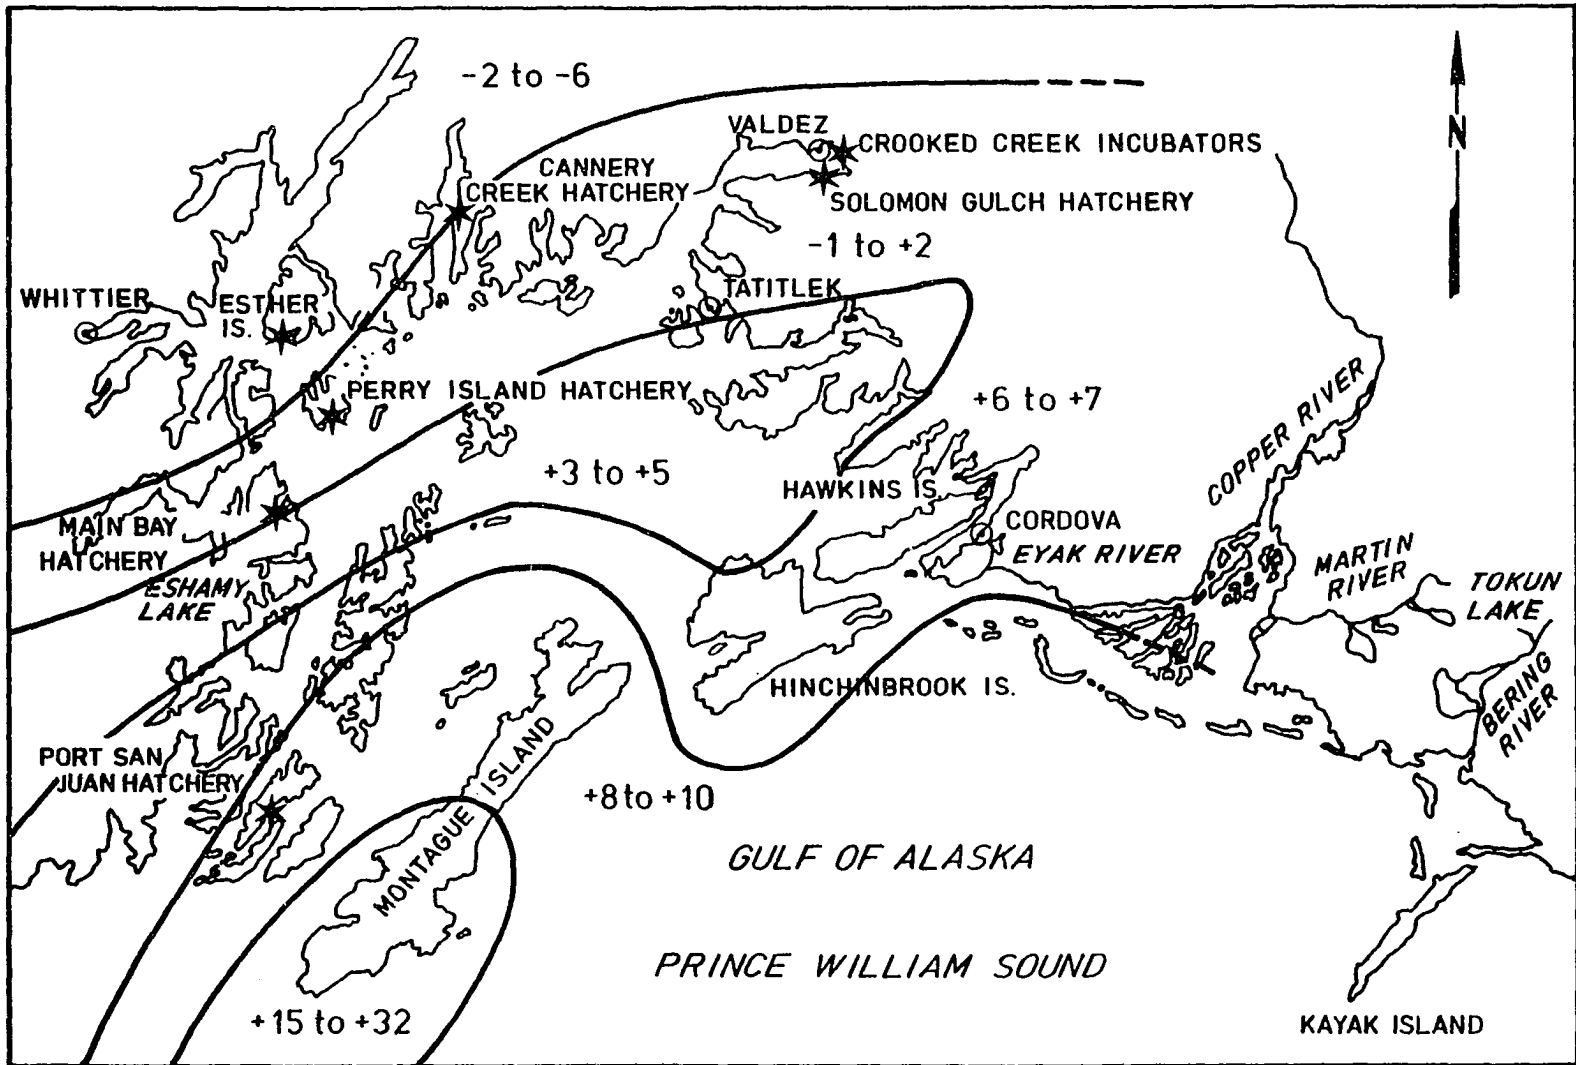 -2 to -6
VALDEZ
CROOKED CREEK INCUBATORS
N
CANNERY
CREEK HATCHERY
SOLOMON GULCH HATCHERY
-1 to +2
WHITTIER
ESTHER
IS.
TATITLEK
PERRY ISLAND HATCHERY
+6 to +7
COPPER RIVER
+3 to +5
HAWKINS IS.
MAIN BAY
HATCHERY
CORDOVA
EYAK RIVER
MARTIN
RIVER
TOKUN
LAKE
ESHAMY
LAKE
HINCHINBROOK IS.
BERING
RIVER
PORT SAN
JUAN HATCHERY
MONTAGUE ISLAND
+8 to +10
GULF OF ALASKA
PRINCE WILLIAM SOUND
+15 to +32
KAYAK ISLAND